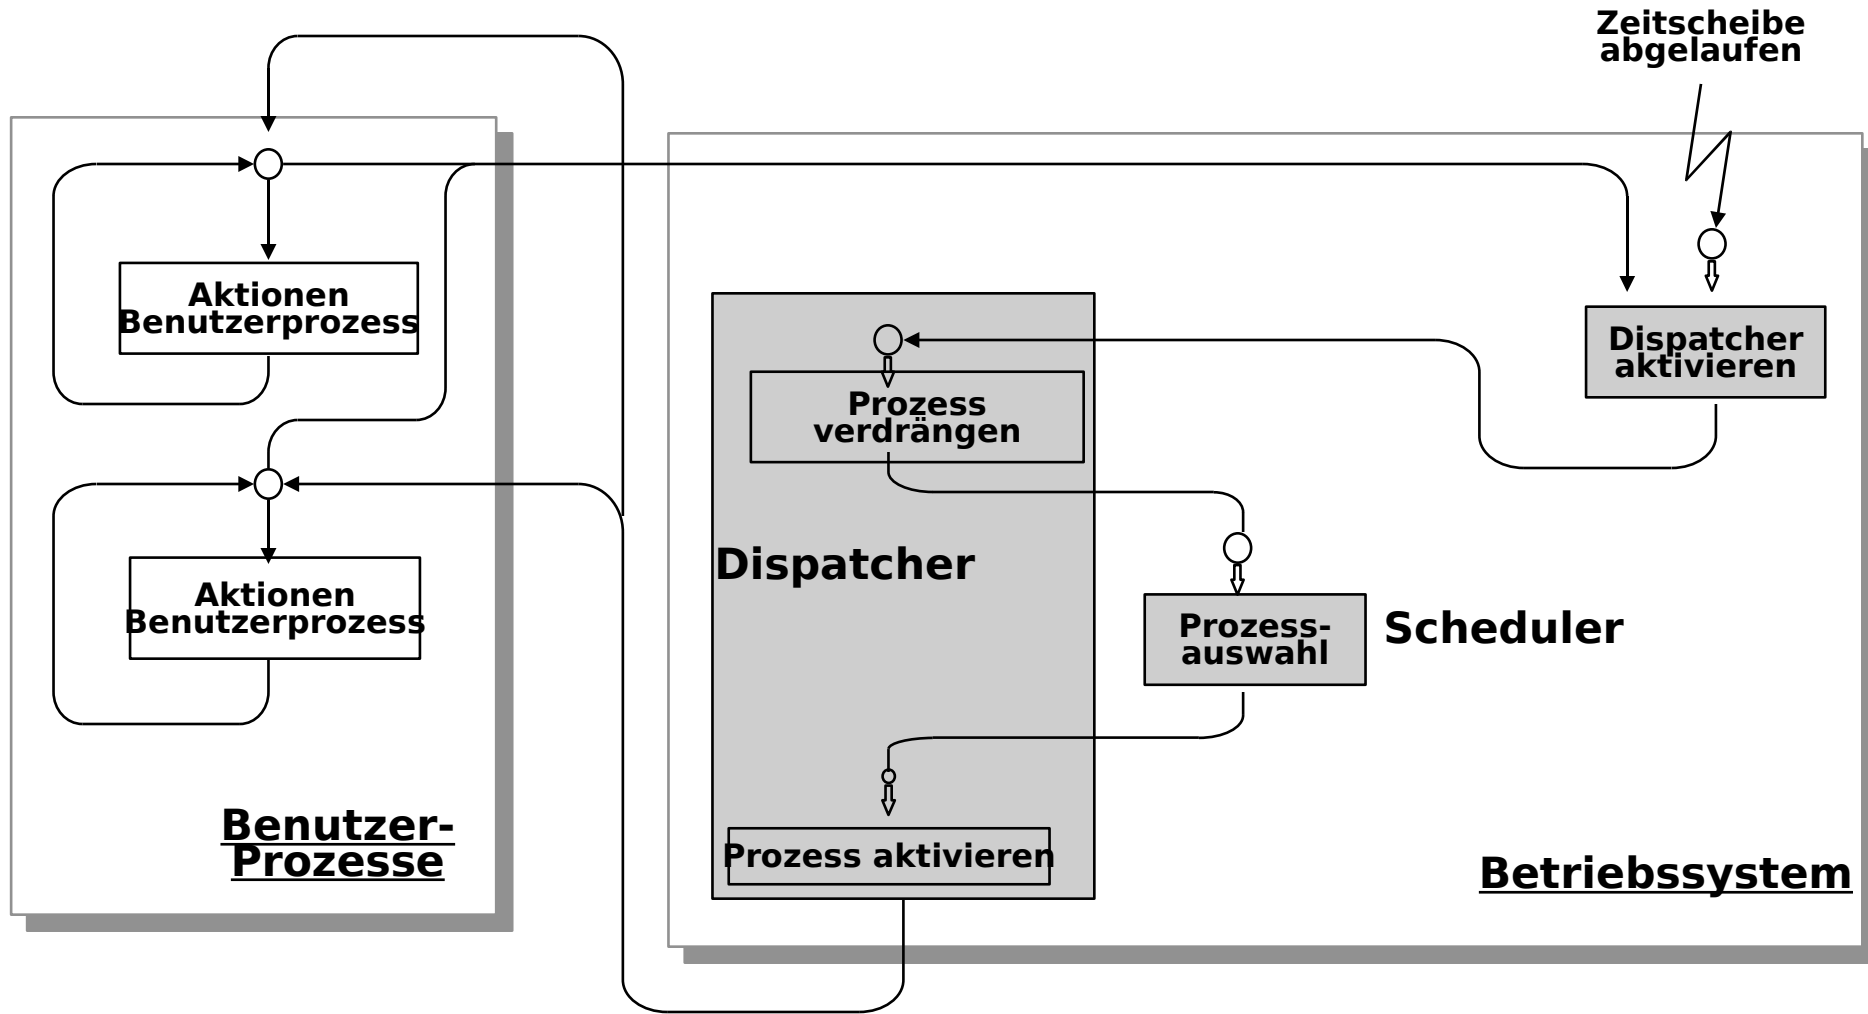 Zeitscheibe
abgelaufen
Aktionen
Benutzerprozess
Dispatcher
aktivieren
Prozess
verdrängen
Dispatcher
Aktionen
Benutzerprozess
Prozess-
auswahl
Scheduler
Benutzer-
Prozesse
Prozess aktivieren
Betriebssystem